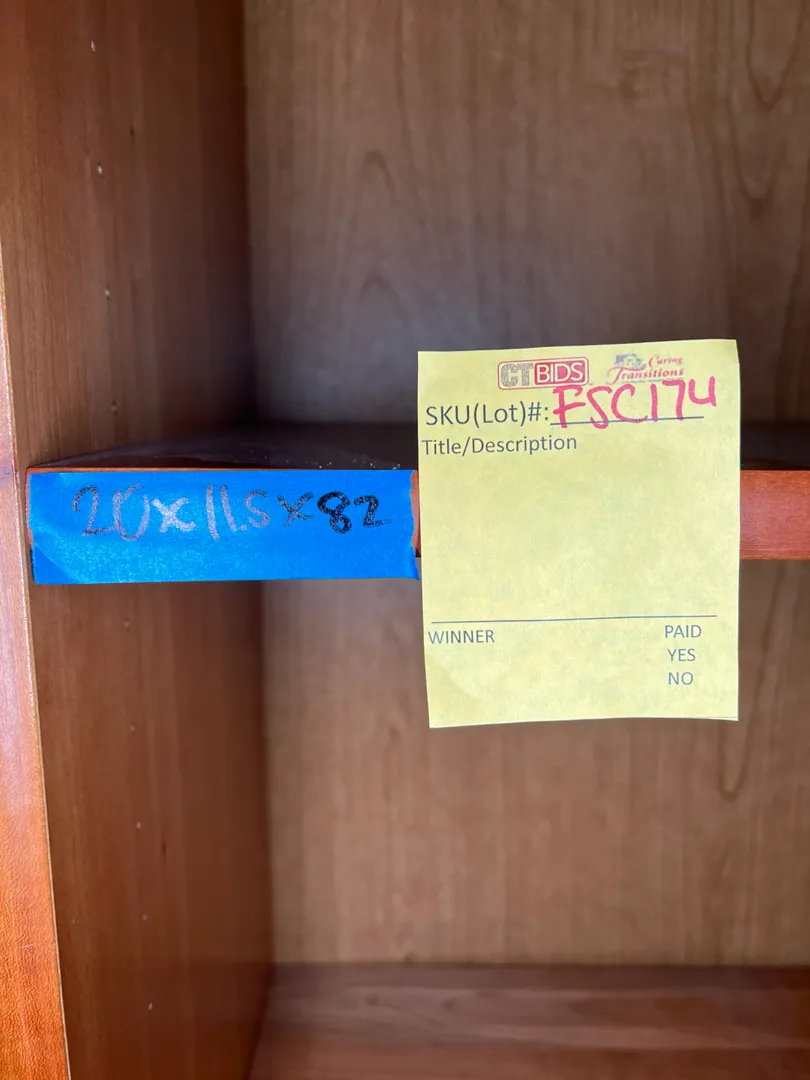 CTBIDS
Caring
Transitions
SKU(Lot)#: FSC174
Title/Description
20x11.5x82
WINNER
PAID
YES
NO